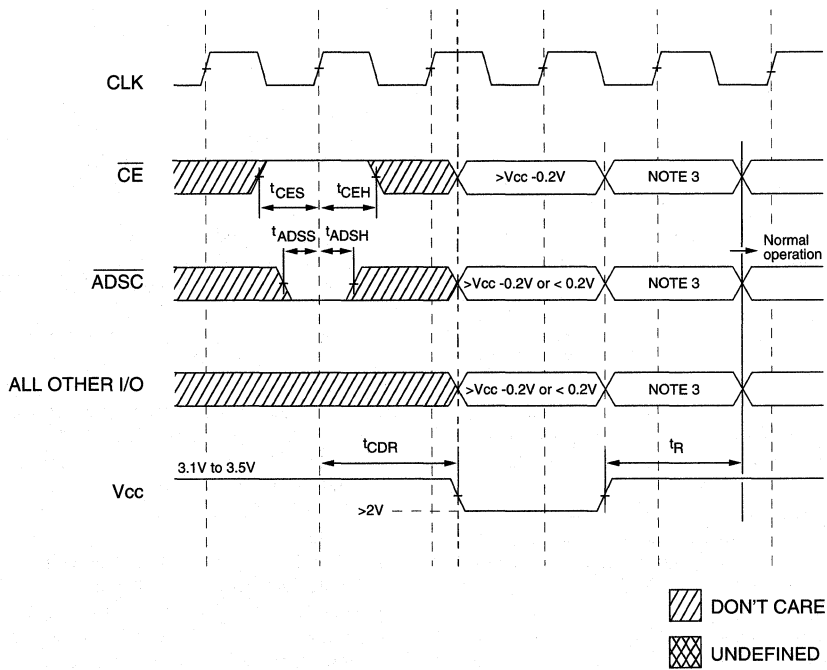 CLK
CE
>Vcc -0.2V
NOTE 3
tCES
tCEH
tADSS
tADSH
Normal
operation
ADSC
>Vcc -0.2V or < 0.2V
NOTE 3
ALL OTHER I/O
>Vcc -0.2V or < 0.2V
NOTE 3
tCDR
tR
3.1V to 3.5V
Vcc
>2V
DON'T CARE
UNDEFINED